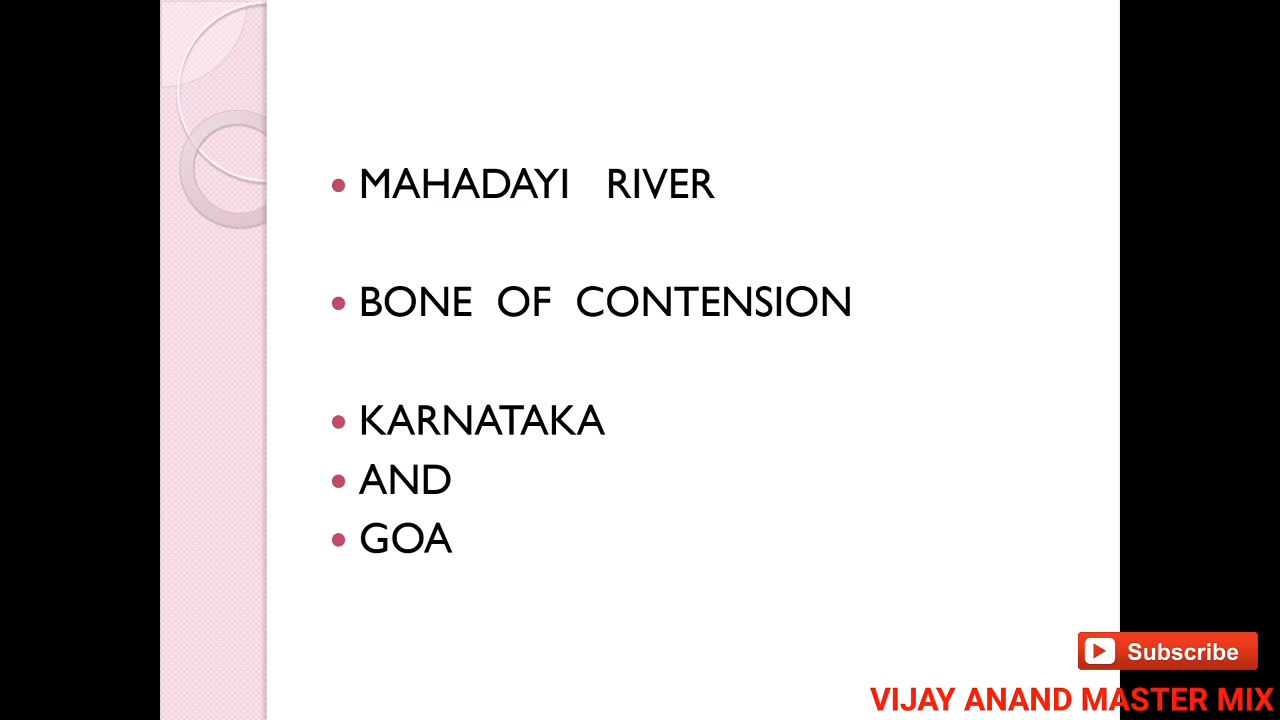 MAHADAYI RIVER
BONE OF CONTENSION
KARNATAKA
AND
GOA
Subscribe
VIJAY ANAND MASTER MIX